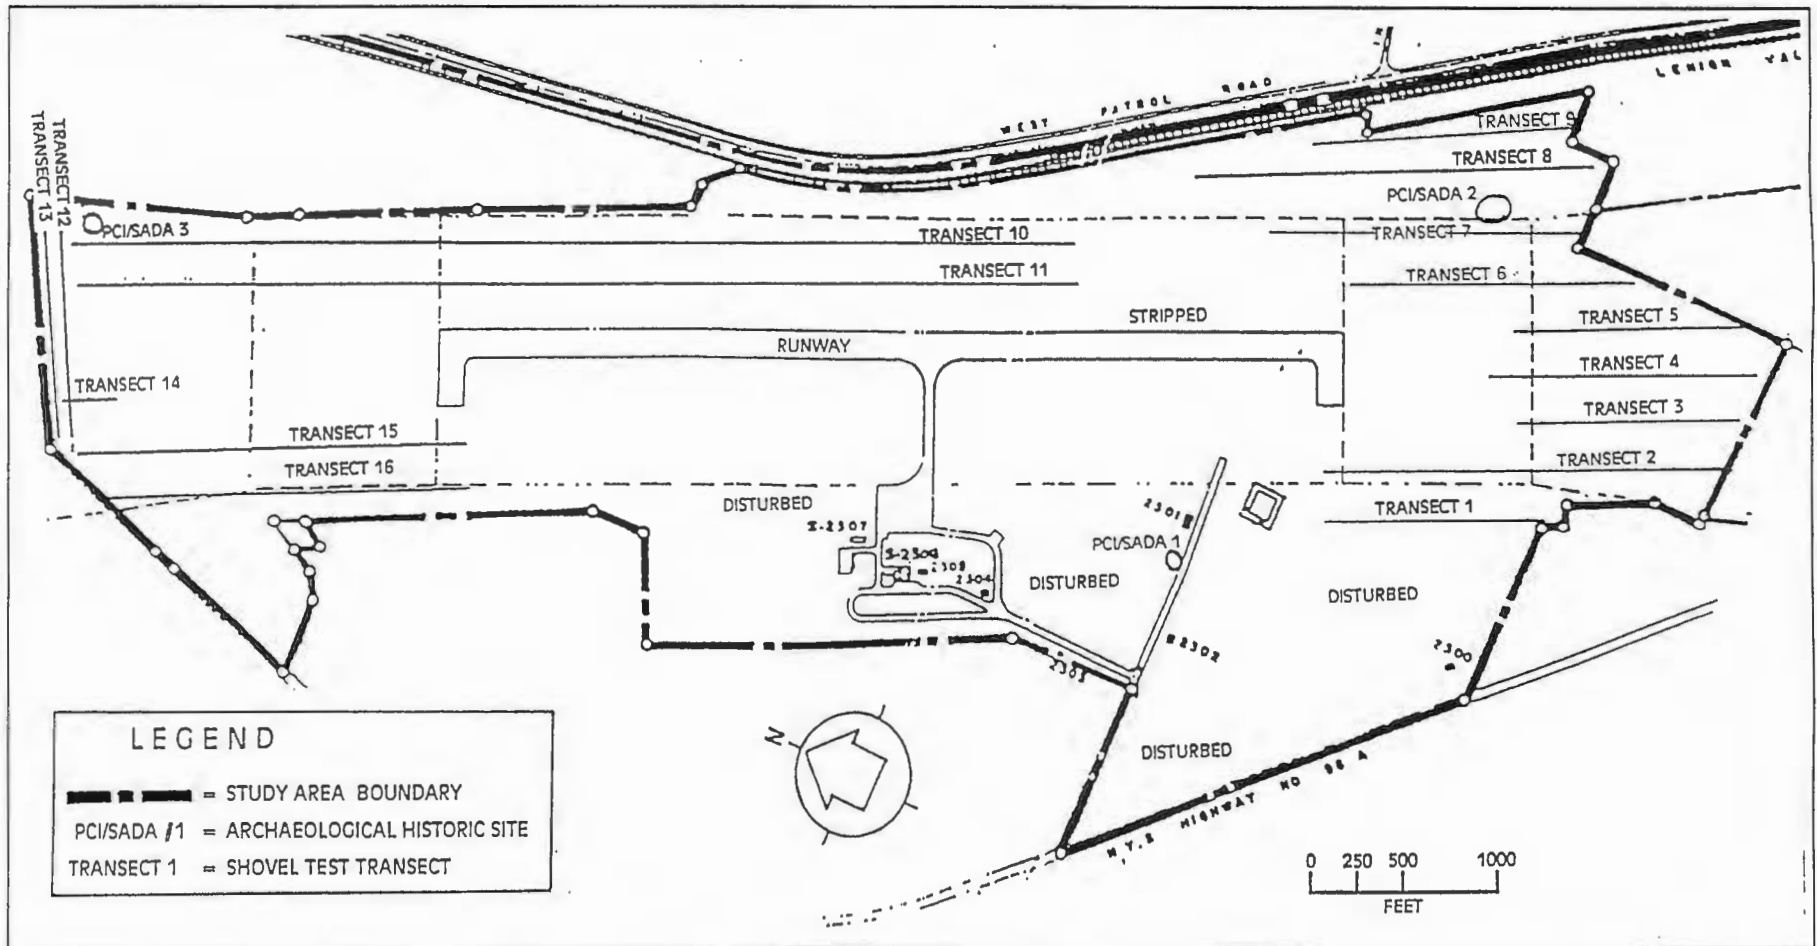 WEST PATROL ROAD
LEHIGH VAL
TRANSECT 9
TRANSECT 8
PCI/SADA 2
TRANSECT 13
TRANSECT 12
PCI/SADA 3
TRANSECT 10
TRANSECT 7
TRANSECT 11
TRANSECT 6
STRIPPED
TRANSECT 5
RUNWAY
TRANSECT 4
TRANSECT 14
TRANSECT 3
TRANSECT 15
TRANSECT 2
TRANSECT 16
DISTURBED
TRANSECT 1
S-2307
2301
PCI/SADA 1
2304
DISTURBED
DISTURBED
2302
2300
2303
DISTURBED
N
N.Y.S HIGHWAY NO 96 A
LEGEND
= STUDY AREA BOUNDARY
PCI/SADA /1 = ARCHAEOLOGICAL HISTORIC SITE
TRANSECT 1 = SHOVEL TEST TRANSECT
0 250 500 1000
FEET